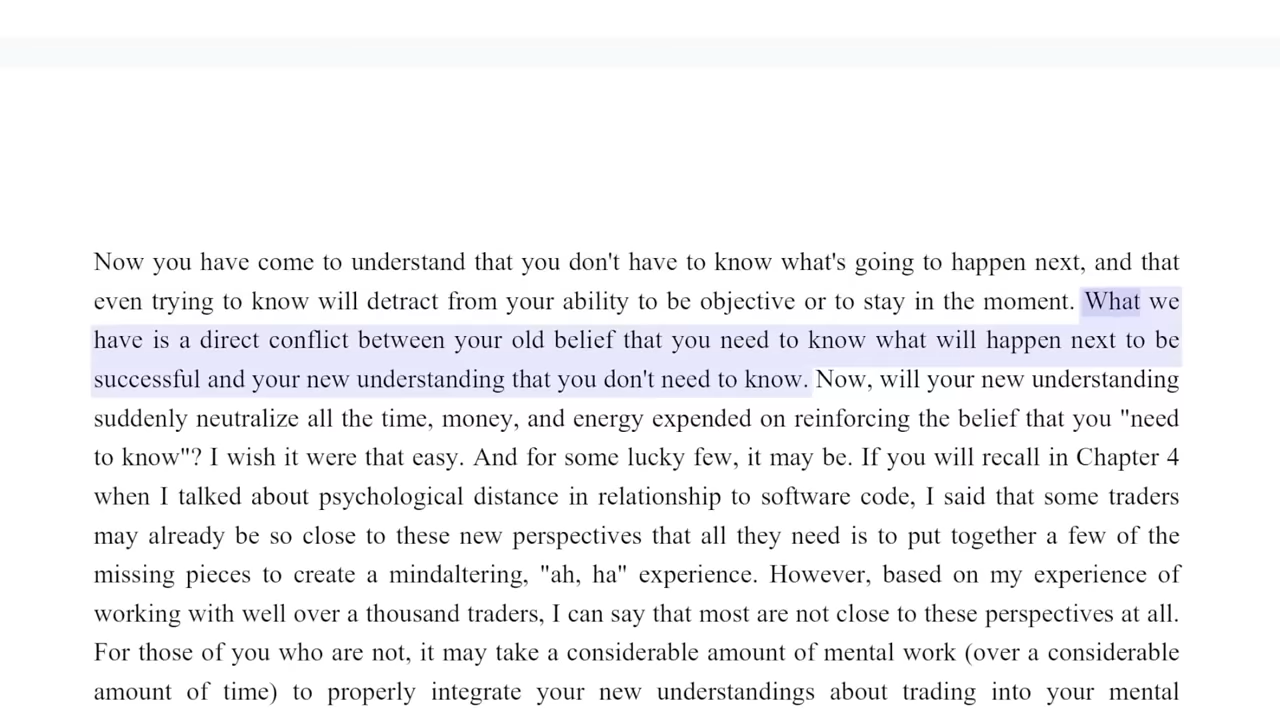 Now you have come to understand that you don't have to know what's going to happen next, and that
even trying to know will detract from your ability to be objective or to stay in the moment. What we
have is a direct conflict between your old belief that you need to know what will happen next to be
successful and your new understanding that you don't need to know. Now, will your new understanding
suddenly neutralize all the time, money, and energy expended on reinforcing the belief that you "need
to know"? I wish it were that easy. And for some lucky few, it may be. If you will recall in Chapter 4
when I talked about psychological distance in relationship to software code, I said that some traders
may already be so close to these new perspectives that all they need is to put together a few of the
missing pieces to create a mindaltering, "ah, ha" experience. However, based on my experience of
working with well over a thousand traders, I can say that most are not close to these perspectives at all.
For those of you who are not, it may take a considerable amount of mental work (over a considerable
amount of time) to properly integrate your new understandings about trading into your mental